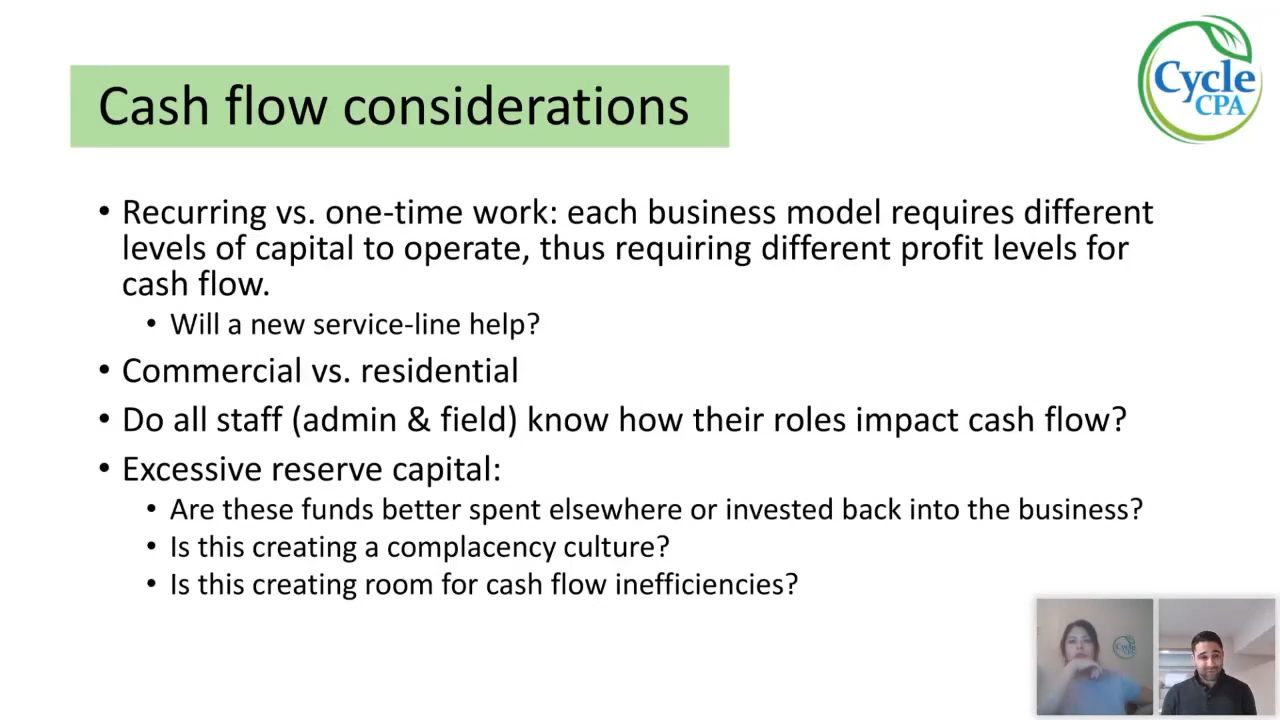 Cycle
CPA
Cash flow considerations
• Recurring vs. one-time work: each business model requires different
levels of capital to operate, thus requiring different profit levels for
cash flow.
• Will a new service-line help?
• Commercial vs. residential
• Do all staff (admin & field) know how their roles impact cash flow?
• Excessive reserve capital:
• Are these funds better spent elsewhere or invested back into the business?
• Is this creating a complacency culture?
• Is this creating room for cash flow inefficiencies?
Cycle
CPA